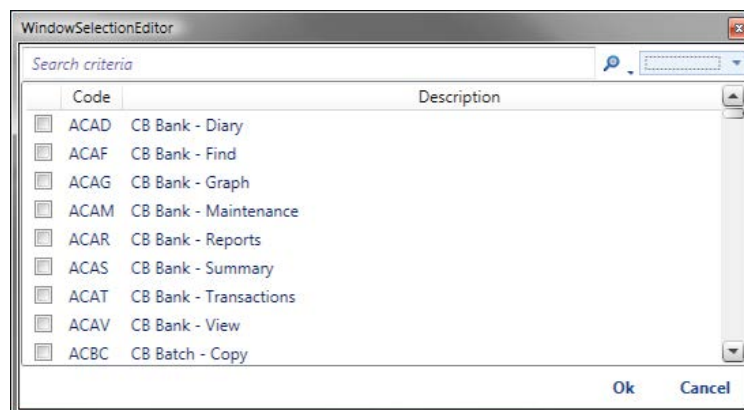 WindowSelectionEditor
Search criteria
Code Description
ACAD CB Bank - Diary
ACAF CB Bank - Find
ACAG CB Bank - Graph
ACAM CB Bank - Maintenance
ACAR CB Bank - Reports
ACAS CB Bank - Summary
ACAT CB Bank - Transactions
ACAV CB Bank - View
ACBC CB Batch - Copy
Ok Cancel